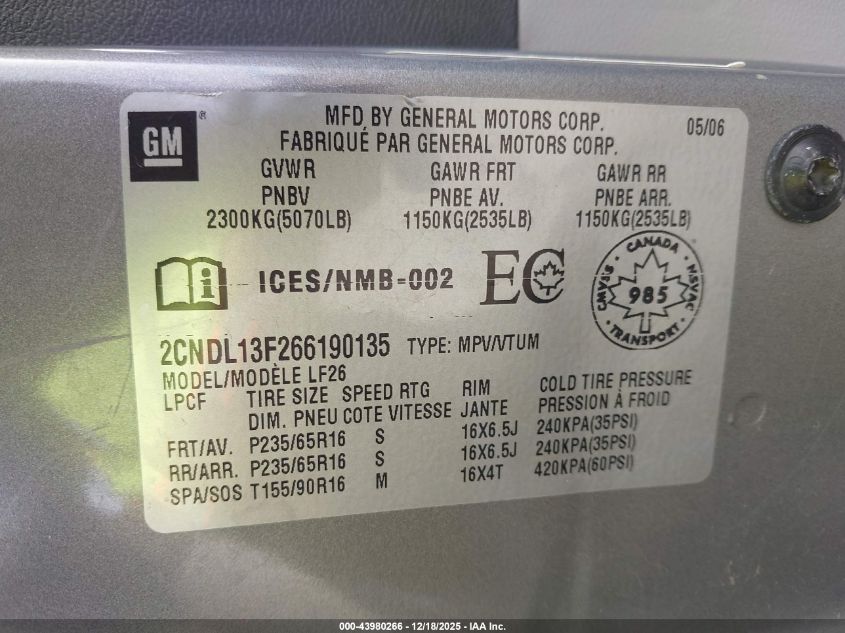 GM®
MFD BY GENERAL MOTORS CORP. 05/06
FABRIQUÉ PAR GENERAL MOTORS CORP.
GVWR GAWR FRT GAWR RR
PNBV PNBE AV. PNBE ARR.
2300KG(5070LB) 1150KG(2535LB) 1150KG(2535LB)
i ICES/NMB-002 EC
CANADA
CMVSS NSVAC
985
TRANSPORT
2CNDL13F266190135 TYPE: MPV/VTUM
MODEL/MODÈLE LF26
LPCF TIRE SIZE SPEED RTG RIM COLD TIRE PRESSURE
DIM. PNEU COTE VITESSE JANTE PRESSION À FROID
FRT/AV. P235/65R16 S 16X6.5J 240KPA(35PSI)
RR/ARR. P235/65R16 S 16X6.5J 240KPA(35PSI)
SPA/SOS T155/90R16 M 16X4T 420KPA(60PSI)
000-43980266 - 12/18/2025 - IAA Inc.